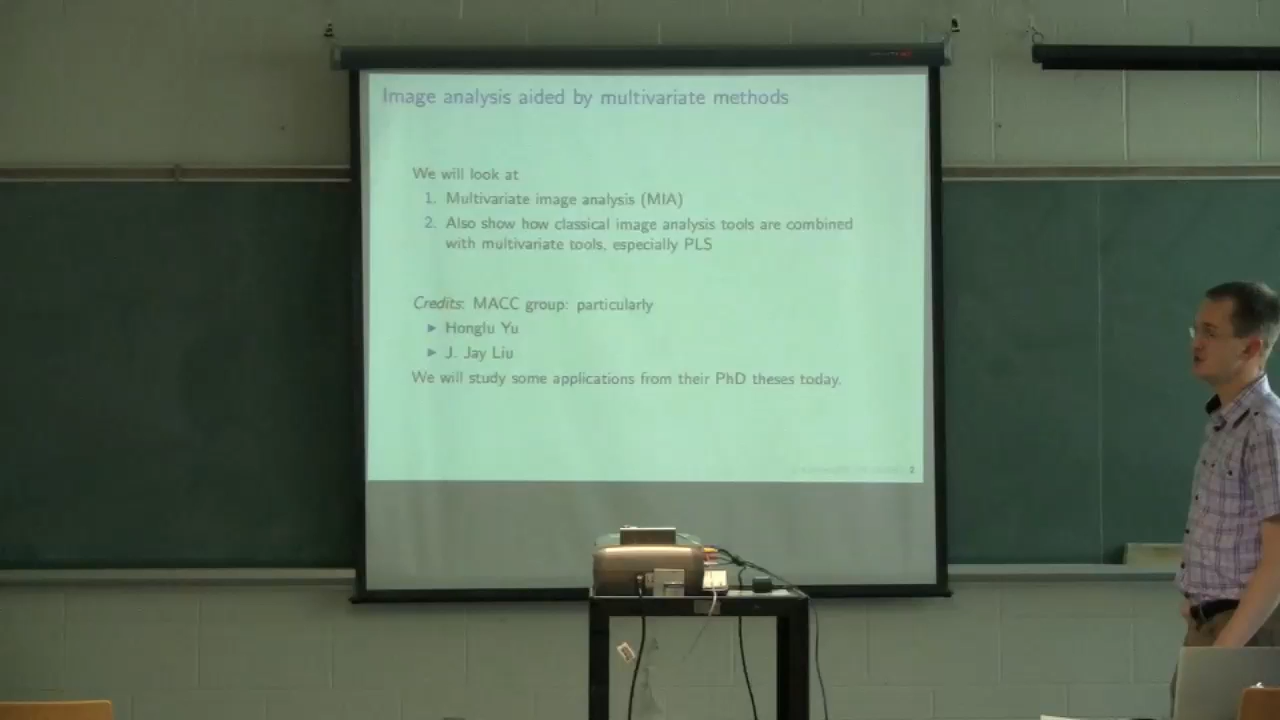 Image analysis aided by multivariate methods
We will look at
1. Multivariate image analysis (MIA)
2. Also show how classical image analysis tools are combined
with multivariate tools, especially PLS
Credits: MACC group: particularly
▶ Honglu Yu
▶ J. Jay Liu
We will study some applications from their PhD theses today.
2